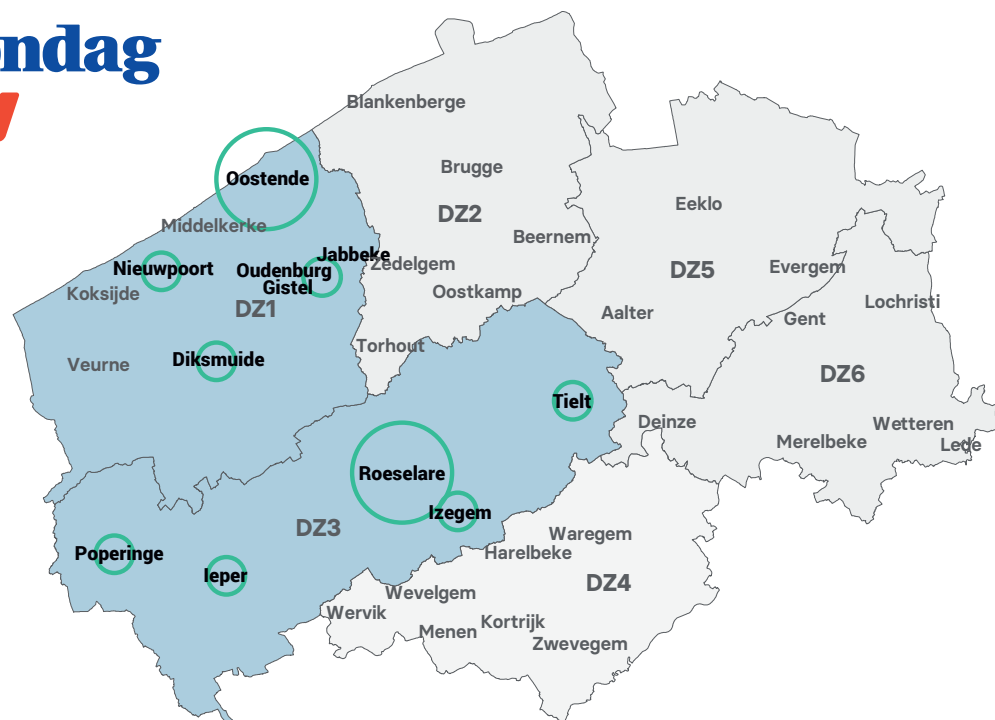 ondag
Blankenberge
Brugge
Oostende
Eeklo
DZ2
Middelkerke
Beernem
Jabbeke
Zedelgem
Nieuwpoort
Oudenburg
DZ5
Evergem
Gistel
Koksijde
Oostkamp
DZ1
Lochristi
Aalter
Gent
Torhout
Diksmuide
Veurne
DZ6
Tielt
Deinze
Wetteren
Merelbeke
Lede
Roeselare
Izegem
DZ3
Waregem
Harelbeke
Poperinge
Ieper
DZ4
Wevelgem
Wervik
Kortrijk
Menen
Zwevegem